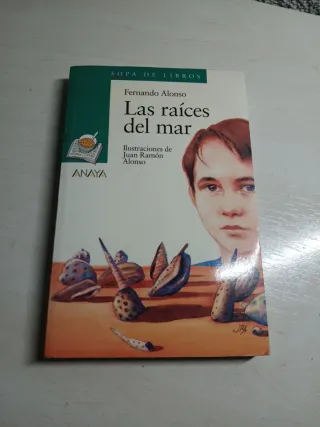 SOPA DE LIBROS
Fernando Alonso
Las raíces
del mar
Ilustraciones de
Juan Ramón
Alonso
ANAYA